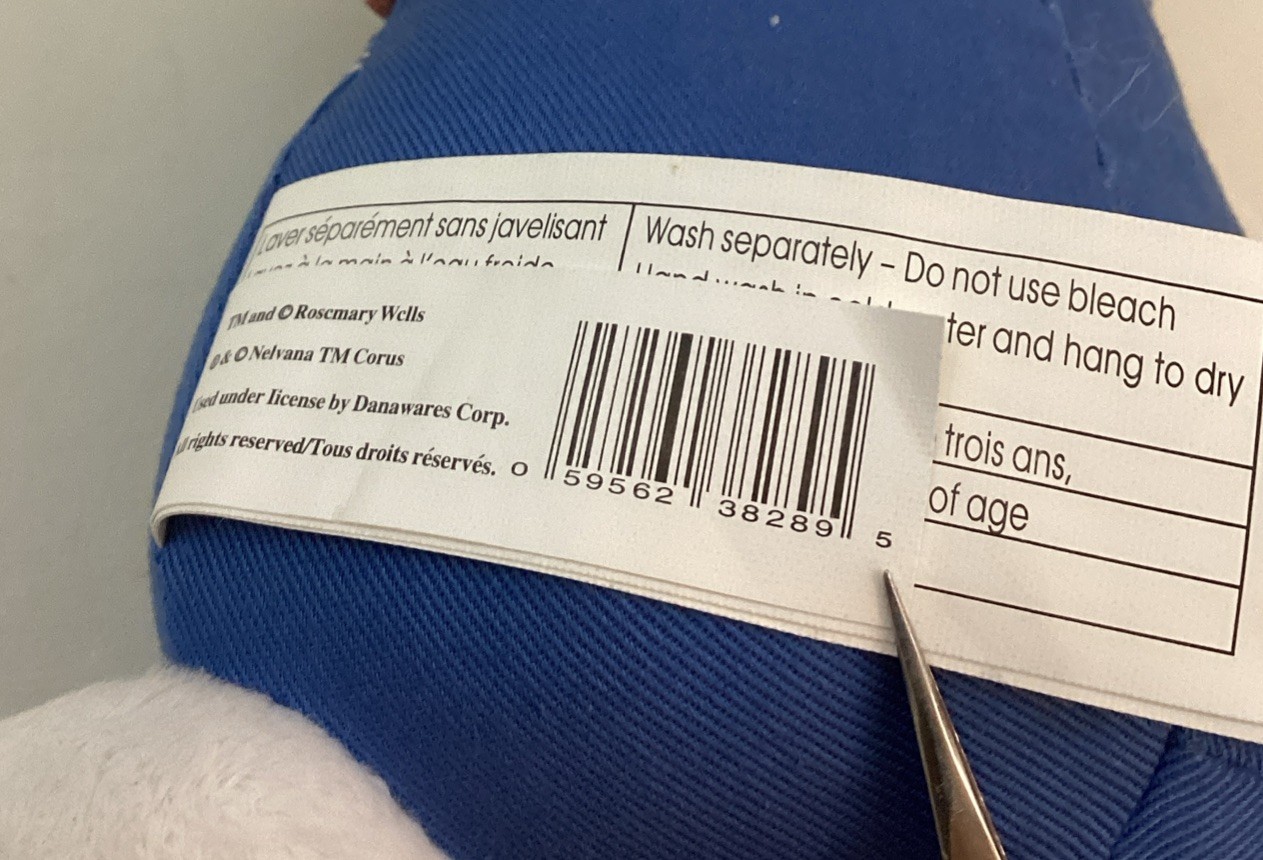 Laver séparément sans javelisant
Wash separately – Do not use bleach
ter and hang to dry
TM and © Rosemary Wells
& © Nelvana TM Corus
Used under license by Danawares Corp.
All rights reserved/Tous droits réservés.
0 59562 38289 5
trois ans,
of age